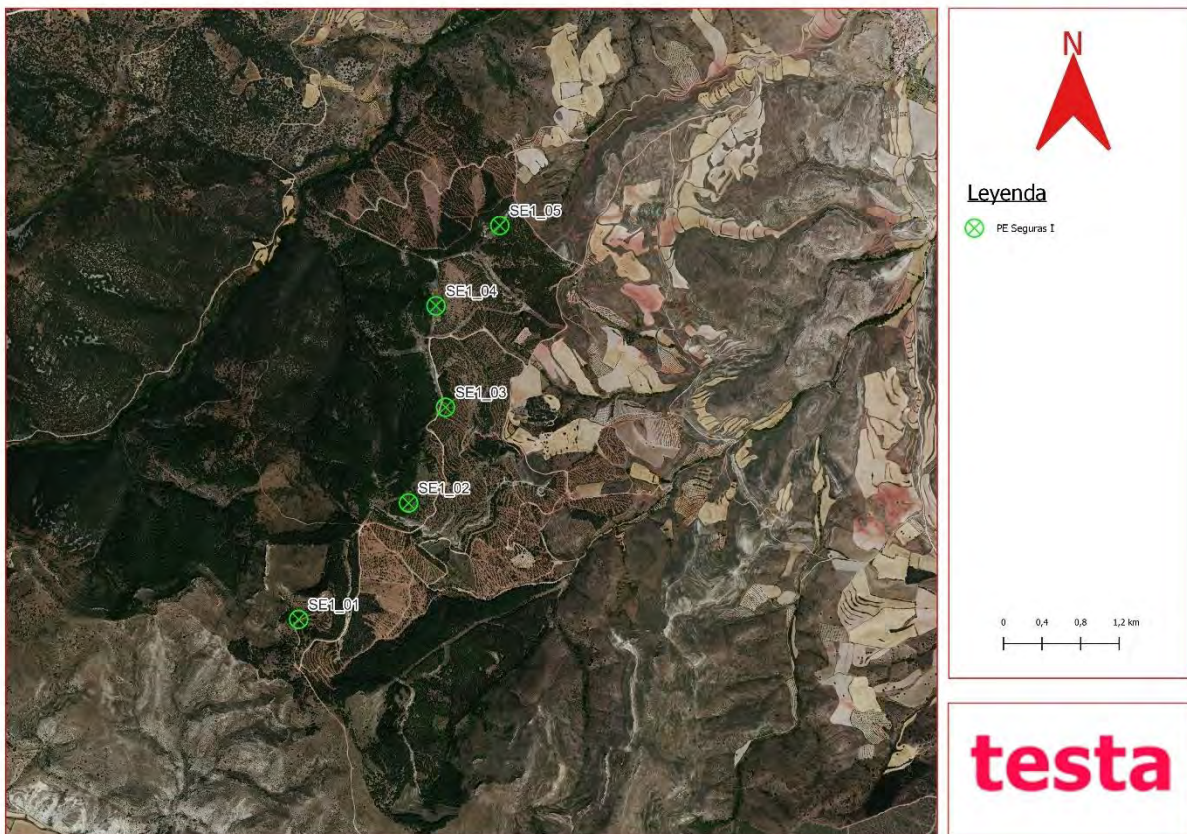 N
Leyenda
PE Seguras I
SE1_05
SE1_04
SE1_03
SE1_02
SE1_01
0 0,4 0,8 1,2 km
testa